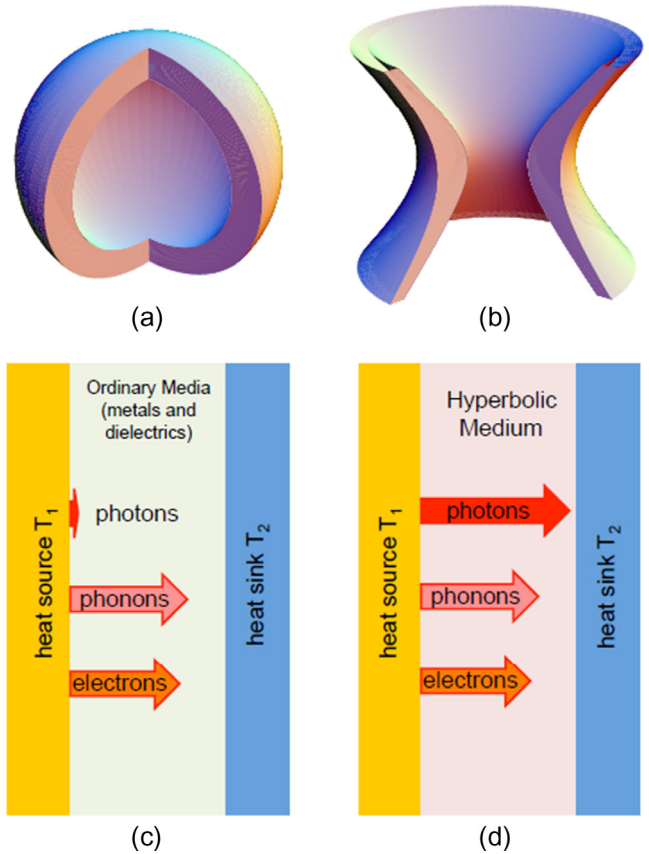 (a)
(b)
Ordinary Media
(metals and
dielectrics)
heat source T1
photons
phonons
electrons
heat sink T2
Hyperbolic
Medium
heat source T1
photons
phonons
electrons
heat sink T2
(c)
(d)